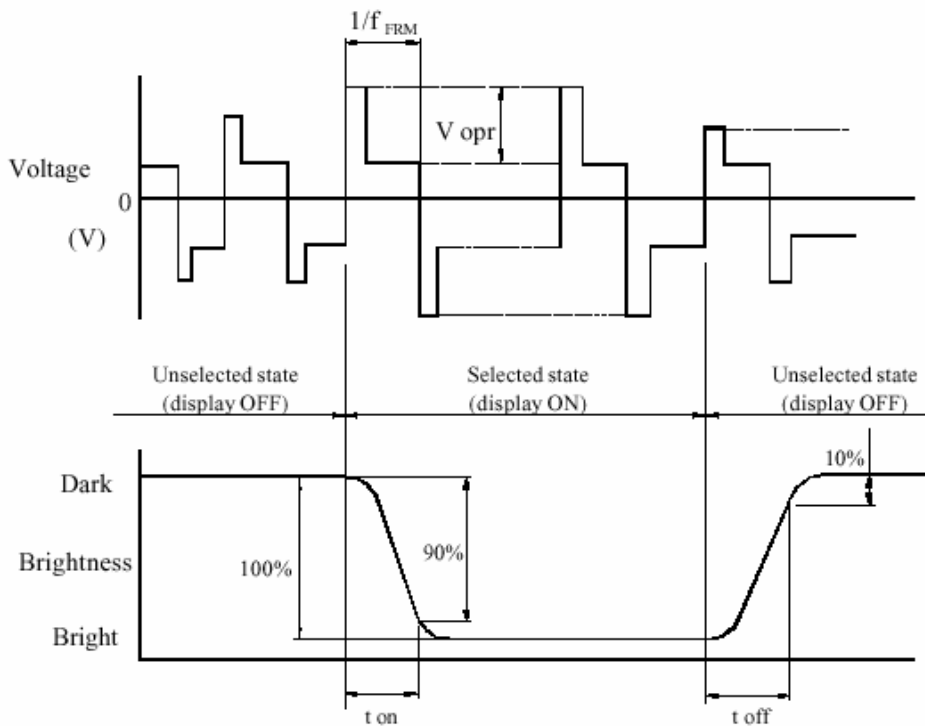 1/f FRM
Voltage
V opr
0
(V)
Unselected state
(display OFF)
Selected state
(display ON)
Unselected state
(display OFF)
10%
Dark
Brightness
100%
90%
Bright
t on
t off